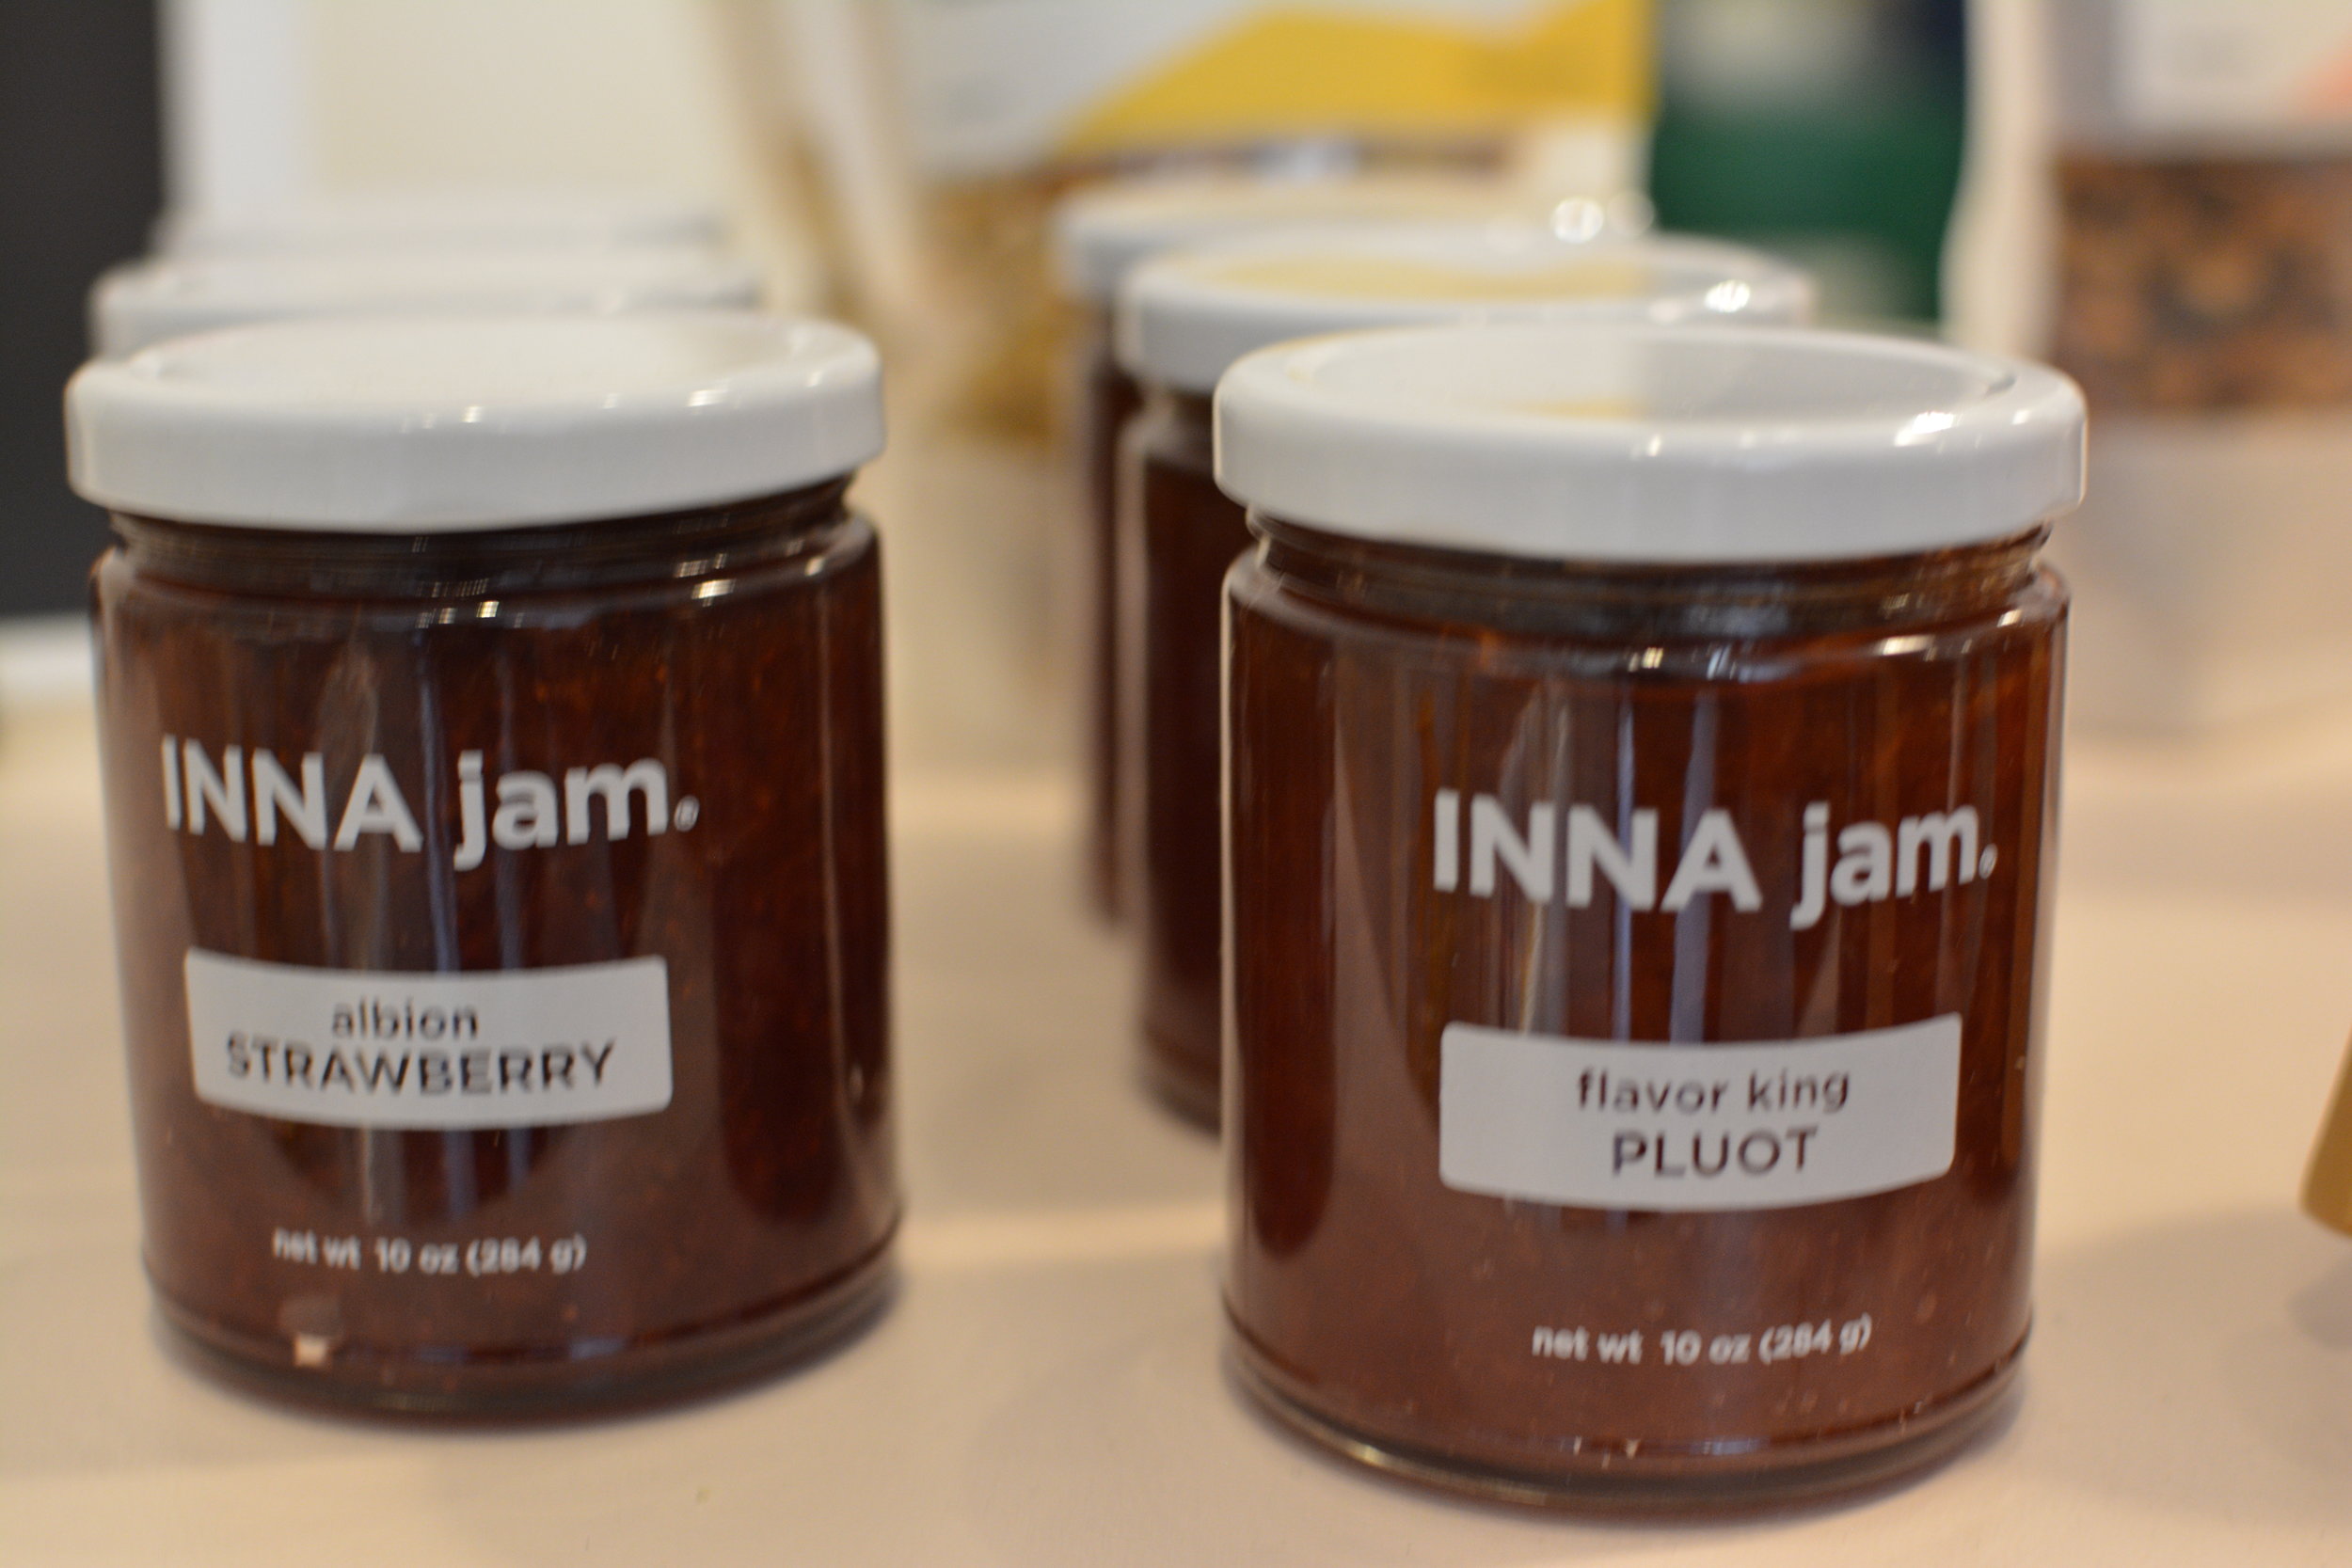 INNA jam.
albion
STRAWBERRY
net wt 10 oz (284 g)
INNA jam.
flavor king
PLUOT
net wt 10 oz (284 g)